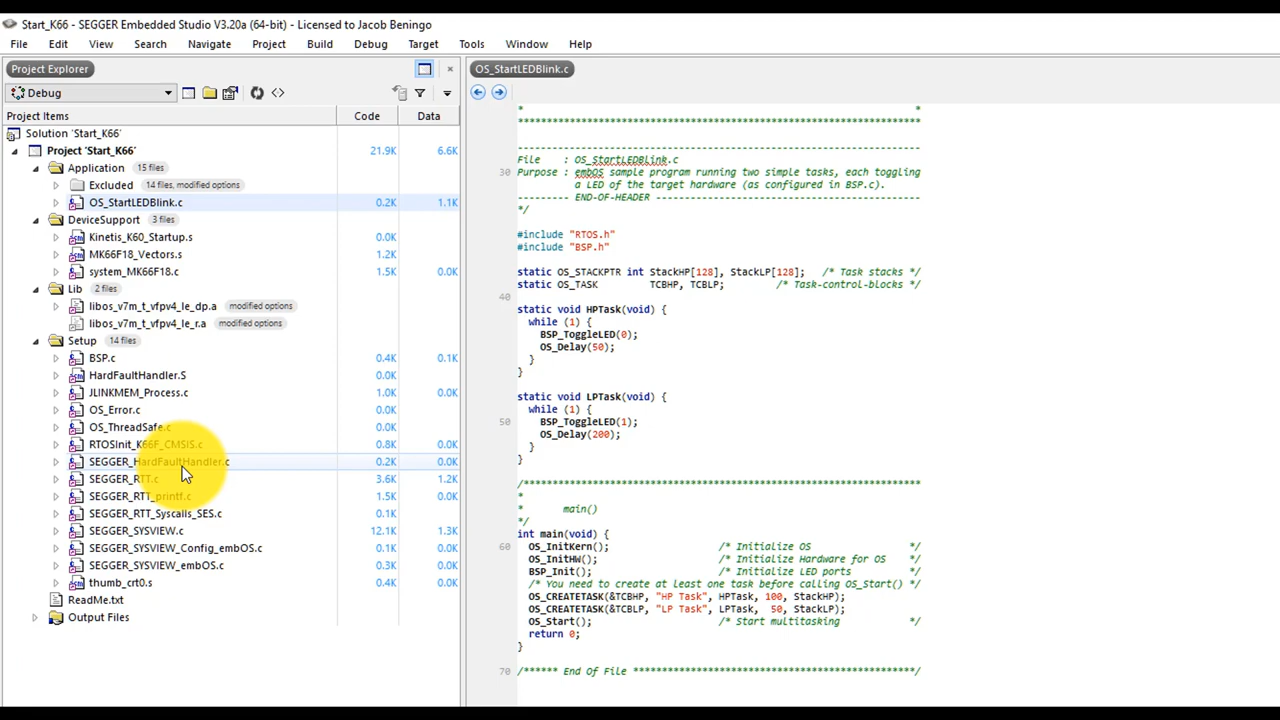 Start_K66 - SEGGER Embedded Studio V3.20a (64-bit) - Licensed to Jacob Beningo
File Edit View Search Navigate Project Build Debug Target Tools Window Help
Project Explorer
Debug
Project Items Code Data
Solution 'Start_K66'
Project 'Start_K66' 21.9K 6.6K
Application 15 files
Excluded 14 files, modified options
OS_StartLEDBlink.c 0.2K 1.1K
DeviceSupport 3 files
Kinetis_K60_Startup.s 0.0K
MK66F18_Vectors.s 1.2K
system_MK66F18.c 1.5K 0.0K
Lib 2 files
libos_v7m_t_vfpv4_le_dp.a modified options
libos_v7m_t_vfpv4_le_r.a modified options
Setup 14 files
BSP.c 0.4K 0.1K
HardFaultHandler.S 0.0K
JLINKMEM_Process.c 1.0K 0.0K
OS_Error.c 0.0K 0.0K
OS_ThreadSafe.c 0.0K 0.0K
RTOSInit_K66F_CMSIS.c 0.8K 0.0K
SEGGER_HardFaultHandler.c 0.2K 0.0K
SEGGER_RTT.c 3.6K 1.2K
SEGGER_RTT_printf.c 1.5K 0.0K
SEGGER_RTT_Syscalls_SES.c 0.1K
SEGGER_SYSVIEW.c 12.1K 1.3K
SEGGER_SYSVIEW_Config_embOS.c 0.1K 0.0K
SEGGER_SYSVIEW_embOS.c 0.3K 0.0K
thumb_crt0.s 0.4K 0.0K
ReadMe.txt
Output Files
OS_StartLEDBlink.c
* *
**********************************************************************
----------------------------------------------------------------------
File : OS_StartLEDBlink.c
30 Purpose : embOS sample program running two simple tasks, each toggling
a LED of the target hardware (as configured in BSP.c).
--------- END-OF-HEADER ----------------------------------------------
*/
#include "RTOS.h"
#include "BSP.h"
static OS_STACKPTR int StackHP[128], StackLP[128]; /* Task stacks */
static OS_TASK TCBHP, TCBLP; /* Task-control-blocks */
40
static void HPTask(void) {
while (1) {
BSP_ToggleLED(0);
OS_Delay(50);
}
}
static void LPTask(void) {
while (1) {
50 BSP_ToggleLED(1);
OS_Delay(200);
}
}
/*********************************************************************
*
* main()
*/
int main(void) {
60 OS_InitKern(); /* Initialize OS */
OS_InitHW(); /* Initialize Hardware for OS */
BSP_Init(); /* Initialize LED ports */
/* You need to create at least one task before calling OS_Start() */
OS_CREATETASK(&TCBHP, "HP Task", HPTask, 100, StackHP);
OS_CREATETASK(&TCBLP, "LP Task", LPTask, 50, StackLP);
OS_Start(); /* Start multitasking */
return 0;
}
70 /****** End Of File **************************************************/